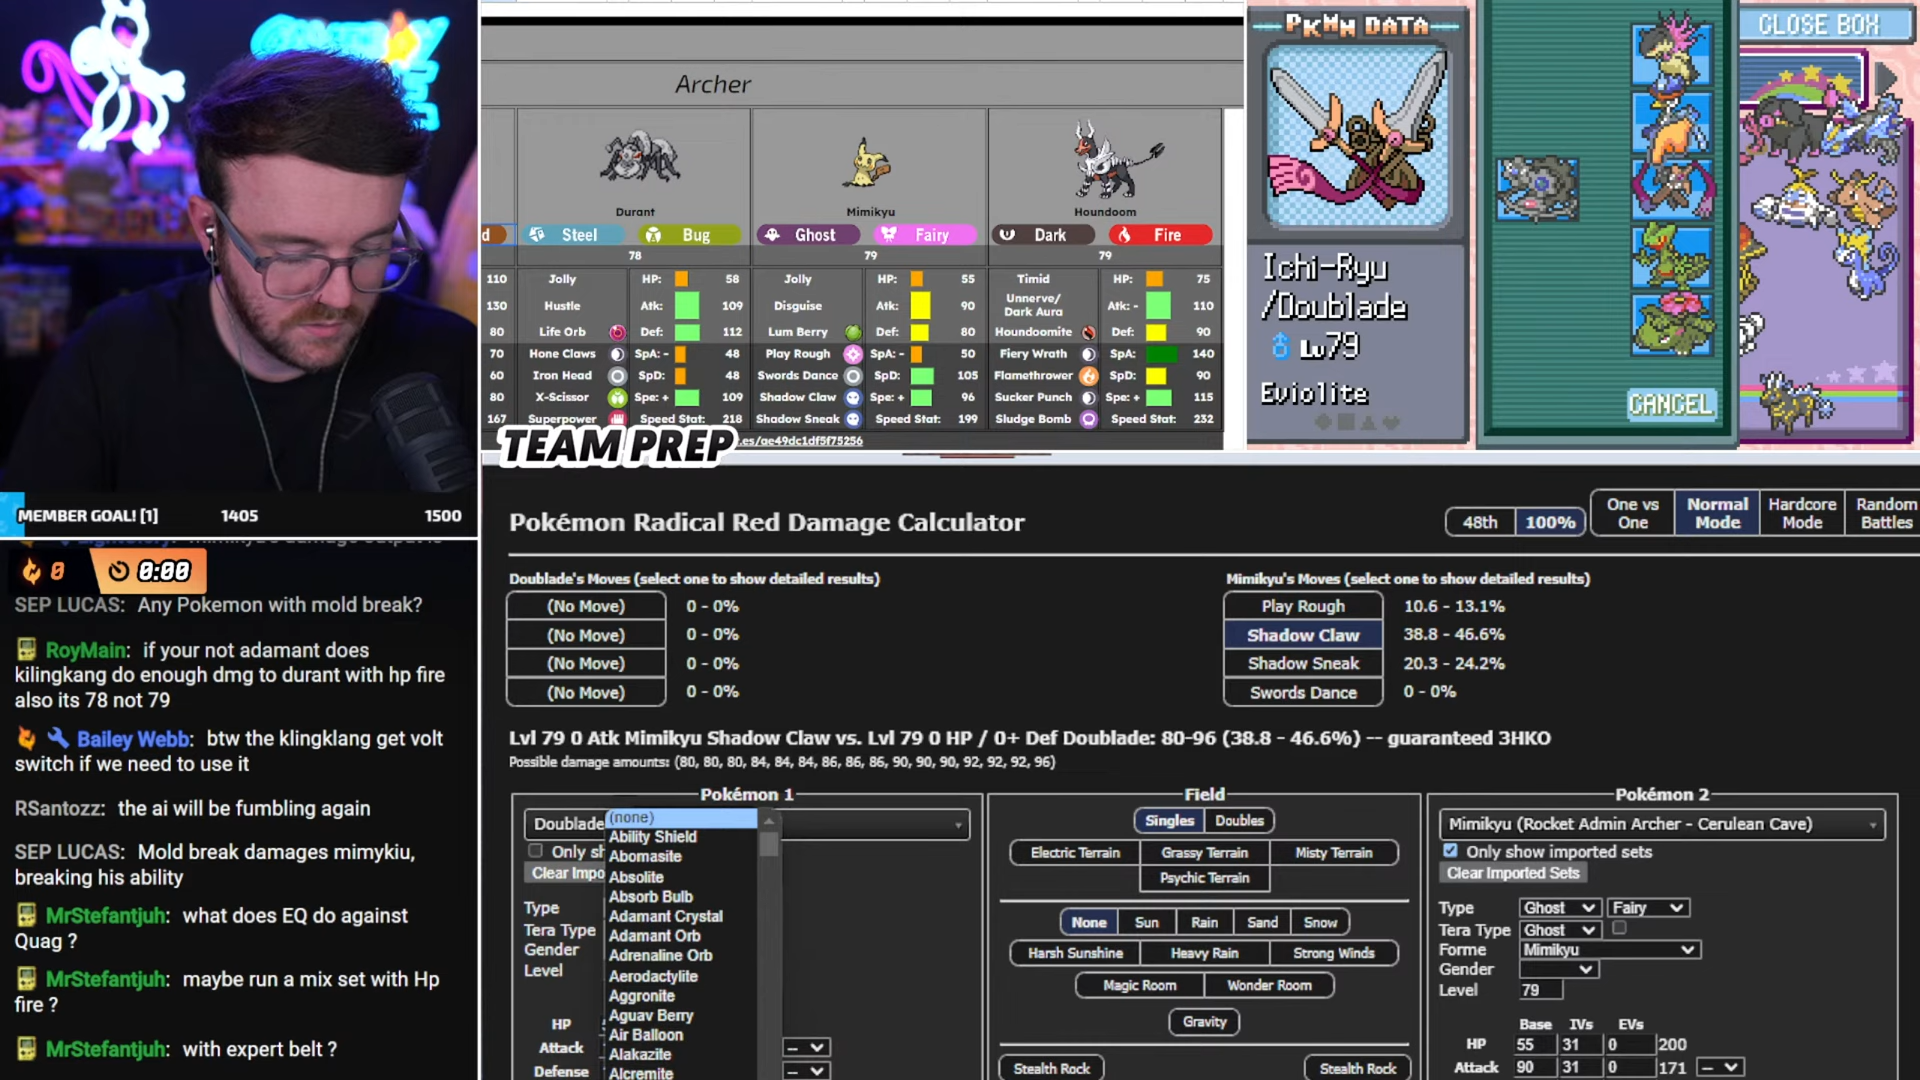 Archer
Durant
Mimikyu
Houndoom
d
Steel
Bug
Ghost
Fairy
Dark
Fire
78
79
79
110
Jolly
HP:
58
Jolly
HP:
55
Timid
HP:
75
130
Hustle
Atk:
109
Disguise
Atk:
90
Unnerve/
Dark Aura
Atk: -
110
80
Life Orb
Def:
112
Lum Berry
Def:
80
Houndoomite
Def:
90
70
Hone Claws
SpA: -
48
Play Rough
SpA: -
50
Fiery Wrath
SpA:
140
60
Iron Head
SpD:
48
Swords Dance
SpD:
105
Flamethrower
SpD:
90
80
X-Scissor
Spe: +
109
Shadow Claw
Spe: +
96
Sucker Punch
Spe: +
115
167
Superpower
Speed Stat:
218
Shadow Sneak
Speed Stat:
199
Sludge Bomb
Speed Stat:
232
TEAM PREP
.es/ae49dc1df5f75256
PKMN DATA
Ichi-Ryu
/Doublade
♂ Lv79
Eviolite
CANCEL
CLOSE BOX
MEMBER GOAL! [1]
1405
1500
0
0:00
SEP LUCAS: Any Pokemon with mold break?
RoyMain: if your not adamant does
kilingkang do enough dmg to durant with hp fire
also its 78 not 79
Bailey Webb: btw the klingklang get volt
switch if we need to use it
RSantozz: the ai will be fumbling again
SEP LUCAS: Mold break damages mimykiu,
breaking his ability
MrStefantjuh: what does EQ do against
Quag ?
MrStefantjuh: maybe run a mix set with Hp
fire ?
MrStefantjuh: with expert belt ?
Pokémon Radical Red Damage Calculator
48th
100%
One vs
One
Normal
Mode
Hardcore
Mode
Random
Battles
Doublade's Moves (select one to show detailed results)
(No Move)
0 - 0%
(No Move)
0 - 0%
(No Move)
0 - 0%
(No Move)
0 - 0%
Mimikyu's Moves (select one to show detailed results)
Play Rough
10.6 - 13.1%
Shadow Claw
38.8 - 46.6%
Shadow Sneak
20.3 - 24.2%
Swords Dance
0 - 0%
Lvl 79 0 Atk Mimikyu Shadow Claw vs. Lvl 79 0 HP / 0+ Def Doublade: 80-96 (38.8 - 46.6%) -- guaranteed 3HKO
Possible damage amounts: (80, 80, 80, 84, 84, 84, 86, 86, 86, 90, 90, 90, 92, 92, 92, 96)
Pokémon 1
Doublade
Only sh
Clear Impo
Type
Tera Type
Gender
Level
HP
Attack
Defense
(none)
Ability Shield
Abomasite
Absolite
Absorb Bulb
Adamant Crystal
Adamant Orb
Adrenaline Orb
Aerodactylite
Aggronite
Aguav Berry
Air Balloon
Alakazite
Alcremite
--
--
Field
Singles
Doubles
Electric Terrain
Grassy Terrain
Misty Terrain
Psychic Terrain
None
Sun
Rain
Sand
Snow
Harsh Sunshine
Heavy Rain
Strong Winds
Magic Room
Wonder Room
Gravity
Stealth Rock
Stealth Rock
Pokémon 2
Mimikyu (Rocket Admin Archer - Cerulean Cave)
Only show imported sets
Clear Imported Sets
Type
Ghost
Fairy
Tera Type
Ghost
Forme
Mimikyu
Gender
Level
79
Base
IVs
EVs
HP
55
31
0
200
Attack
90
31
0
171
--